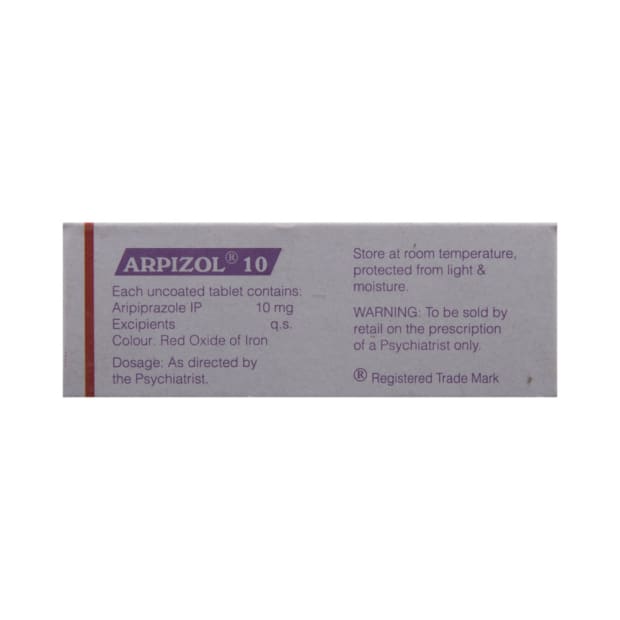 ARPIZOL® 10
Each uncoated tablet contains:
Aripiprazole IP 10 mg
Excipients q.s.
Colour: Red Oxide of Iron
Dosage: As directed by
the Psychiatrist.
Store at room temperature,
protected from light &
moisture.
WARNING: To be sold by
retail on the prescription
of a Psychiatrist only.
® Registered Trade Mark